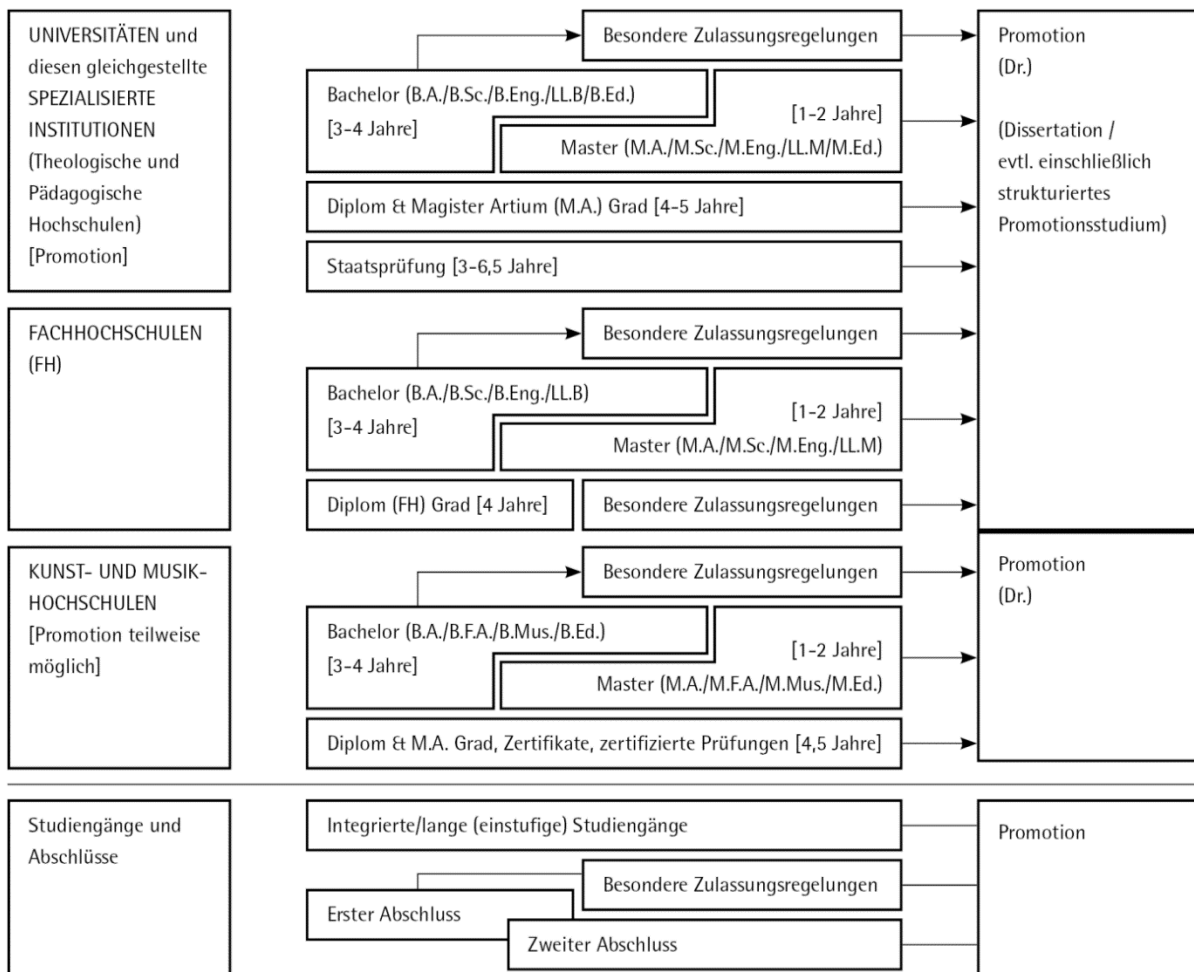 UNIVERSITÄTEN und
diesen gleichgestellte
SPEZIALISIERTE
INSTITUTIONEN
(Theologische und
Pädagogische
Hochschulen)
[Promotion]
Besondere Zulassungsregelungen
Bachelor (B.A./B.Sc./B.Eng./LL.B/B.Ed.)
[3-4 Jahre]
[1-2 Jahre]
Master (M.A./M.Sc./M.Eng./LL.M/M.Ed.)
Diplom & Magister Artium (M.A.) Grad [4-5 Jahre]
Staatsprüfung [3-6,5 Jahre]
Promotion
(Dr.)
(Dissertation /
evtl. einschließlich
strukturiertes
Promotionsstudium)
FACHHOCHSCHULEN
(FH)
Besondere Zulassungsregelungen
Bachelor (B.A./B.Sc./B.Eng./LL.B)
[3-4 Jahre]
[1-2 Jahre]
Master (M.A./M.Sc./M.Eng./LL.M)
Diplom (FH) Grad [4 Jahre]
Besondere Zulassungsregelungen
KUNST- UND MUSIK-
HOCHSCHULEN
[Promotion teilweise
möglich]
Besondere Zulassungsregelungen
Bachelor (B.A./B.F.A./B.Mus./B.Ed.)
[3-4 Jahre]
[1-2 Jahre]
Master (M.A./M.F.A./M.Mus./M.Ed.)
Diplom & M.A. Grad, Zertifikate, zertifizierte Prüfungen [4,5 Jahre]
Promotion
(Dr.)
Studiengänge und
Abschlüsse
Integrierte/lange (einstufige) Studiengänge
Besondere Zulassungsregelungen
Erster Abschluss
Zweiter Abschluss
Promotion